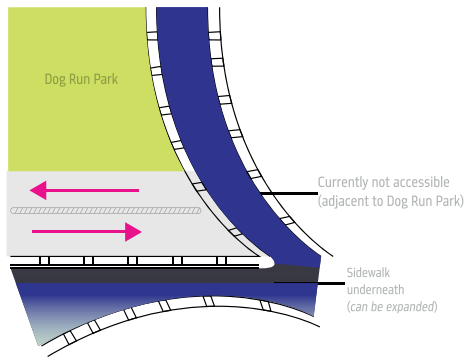 Dog Run Park
Currently not accessible
(adjacent to Dog Run Park)
Sidewalk
underneath
(can be expanded)